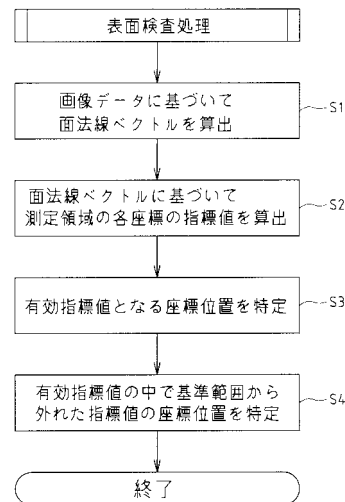 表面検査処理
画像データに基づいて
面法線ベクトルを算出
S1
面法線ベクトルに基づいて
測定領域の各座標の指標値を算出
S2
有効指標値となる座標位置を特定
S3
有効指標値の中で基準範囲から
外れた指標値の座標位置を特定
S4
終了